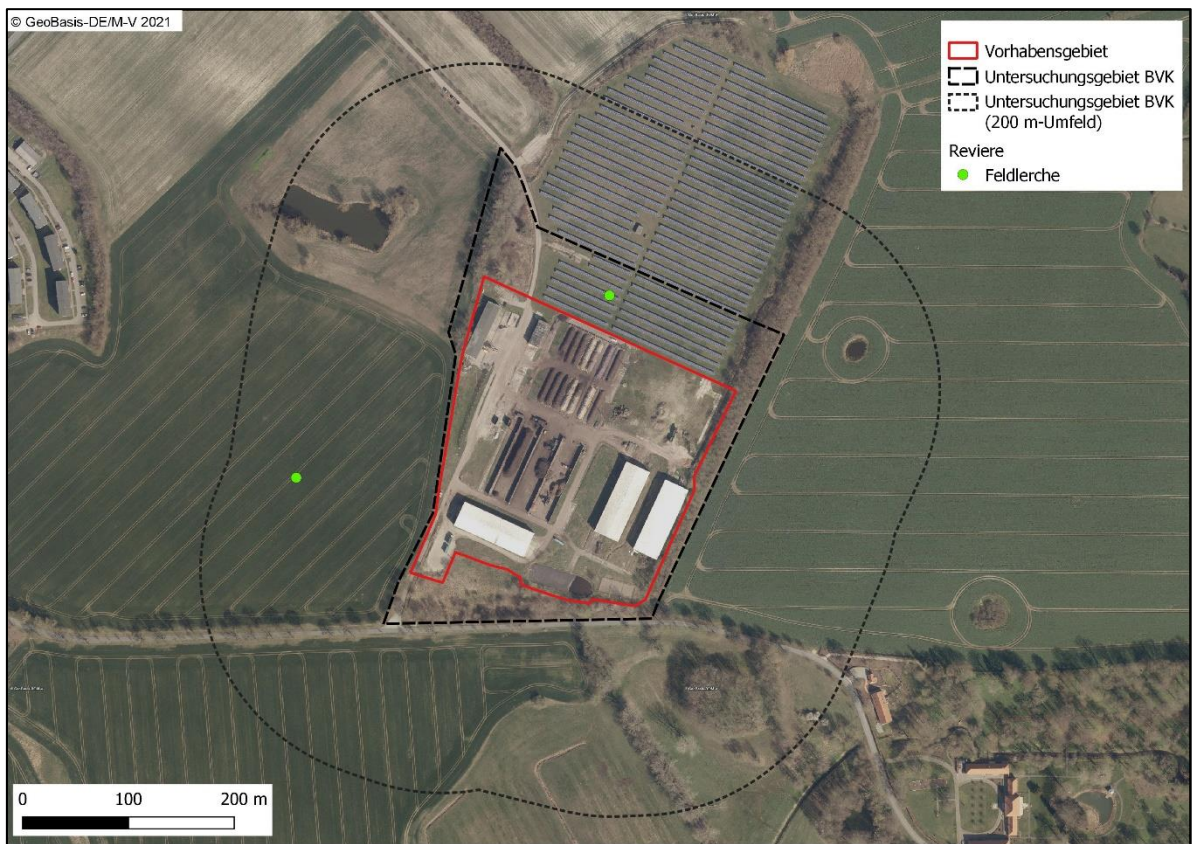 © GeoBasis-DE/M-V 2021
Vorhabensgebiet
Untersuchungsgebiet BVK
Untersuchungsgebiet BVK
(200 m-Umfeld)
Reviere
Feldlerche
0 100 200 m